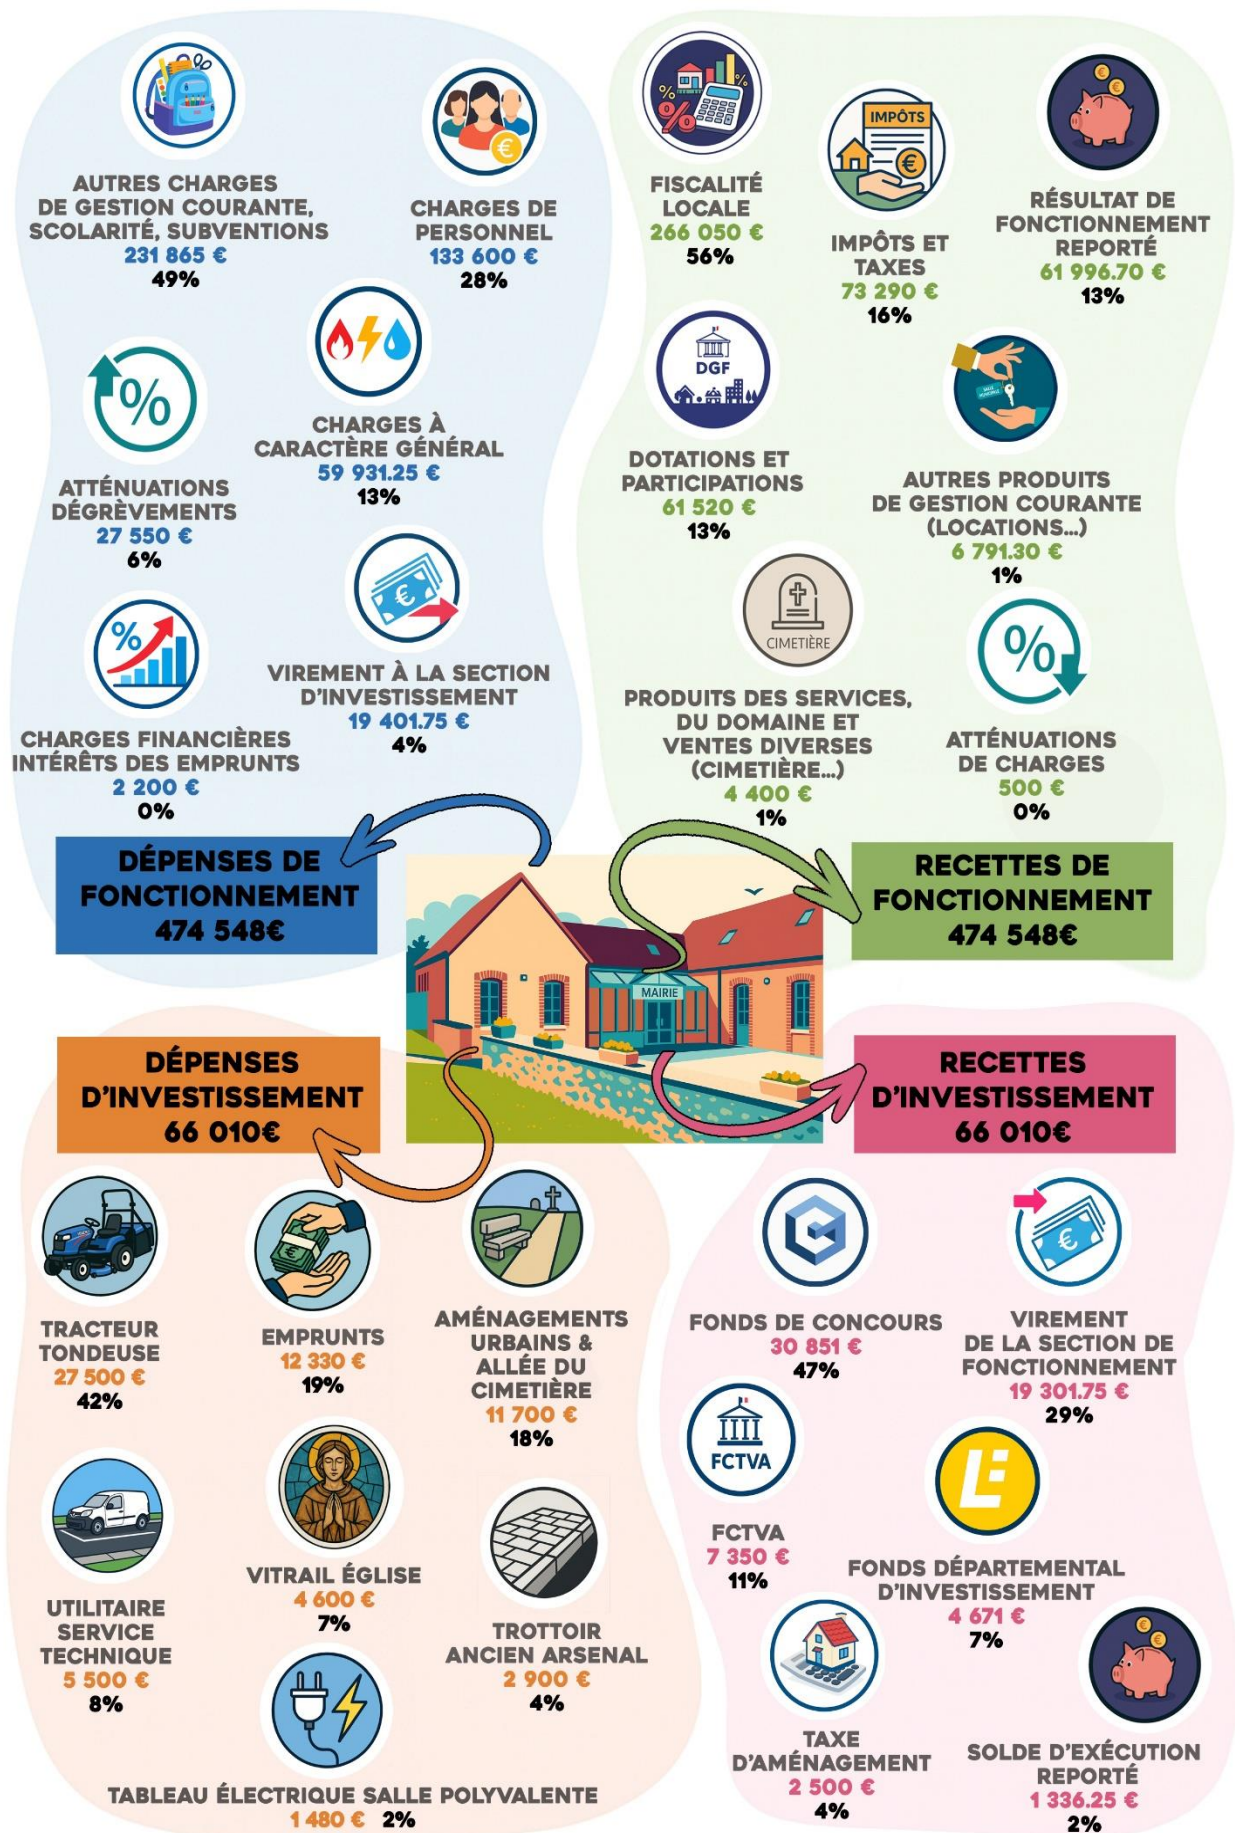 AUTRES CHARGES
DE GESTION COURANTE,
SCOLARITÉ, SUBVENTIONS
231 865 €
49%
€
CHARGES DE
PERSONNEL
133 600 €
28%
%
ATTÉNUATIONS
DÉGRÈVEMENTS
27 550 €
6%
CHARGES À
CARACTÈRE GÉNÉRAL
59 931.25 €
13%
%
CHARGES FINANCIÈRES
INTÉRÊTS DES EMPRUNTS
2 200 €
0%
€
VIREMENT À LA SECTION
D'INVESTISSEMENT
19 401.75 €
4%
DÉPENSES DE
FONCTIONNEMENT
474 548€
%
FISCALITÉ
LOCALE
266 050 €
56%
IMPÔTS
€
IMPÔTS ET
TAXES
73 290 €
16%
€
€
RÉSULTAT DE
FONCTIONNEMENT
REPORTÉ
61 996.70 €
13%
DGF
DOTATIONS ET
PARTICIPATIONS
61 520 €
13%
AUTRES PRODUITS
DE GESTION COURANTE
(LOCATIONS...)
6 791.30 €
1%
CIMETIÈRE
PRODUITS DES SERVICES,
DU DOMAINE ET
VENTES DIVERSES
(CIMETIÈRE...)
4 400 €
1%
%
ATTÉNUATIONS
DE CHARGES
500 €
0%
RECETTES DE
FONCTIONNEMENT
474 548€
MAIRIE
DÉPENSES
D'INVESTISSEMENT
66 010€
TRACTEUR
TONDEUSE
27 500 €
42%
€
EMPRUNTS
12 330 €
19%
AMÉNAGEMENTS
URBAINS &
ALLÉE DU
CIMETIÈRE
11 700 €
18%
UTILITAIRE
SERVICE
TECHNIQUE
5 500 €
8%
VITRAIL ÉGLISE
4 600 €
7%
TROTTOIR
ANCIEN ARSENAL
2 900 €
4%
TABLEAU ÉLECTRIQUE SALLE POLYVALENTE
1 480 € 2%
RECETTES
D'INVESTISSEMENT
66 010€
FONDS DE CONCOURS
30 851 €
47%
€
VIREMENT
DE LA SECTION DE
FONCTIONNEMENT
19 301.75 €
29%
FCTVA
FCTVA
7 350 €
11%
LE
FONDS DÉPARTEMENTAL
D'INVESTISSEMENT
4 671 €
7%
TAXE
D'AMÉNAGEMENT
2 500 €
4%
€
€
SOLDE D'EXÉCUTION
REPORTÉ
1 336.25 €
2%